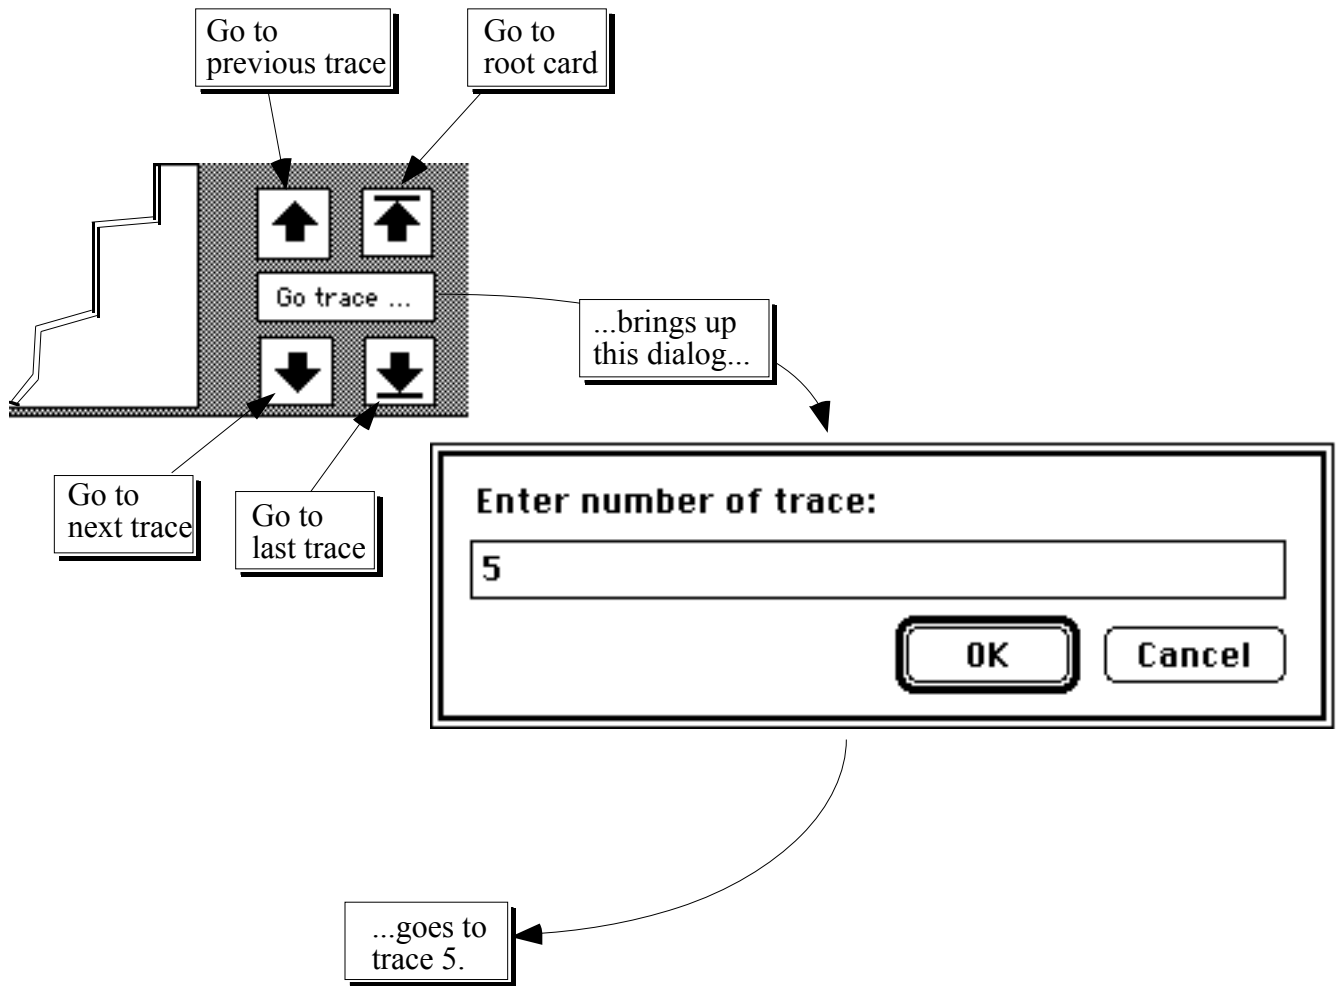 Go to
previous trace
Go to
root card
Go trace ...
...brings up
this dialog...
Go to
next trace
Go to
last trace
Enter number of trace:
5
OK
Cancel
...goes to
trace 5.